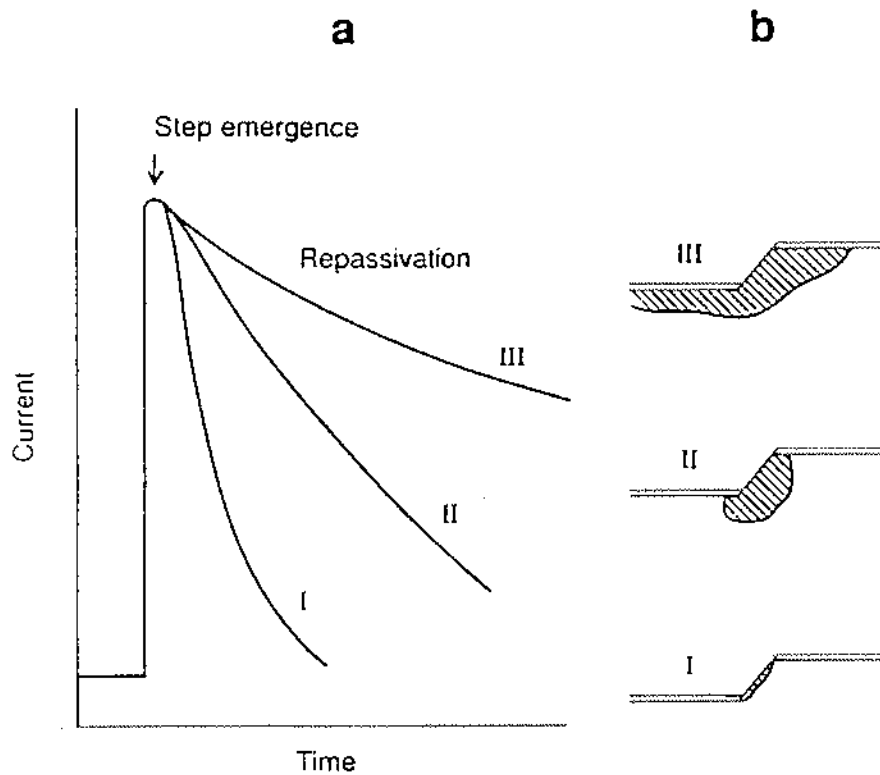 a
b
Step emergence
Repassivation
III
II
I
Current
Time
III
II
I